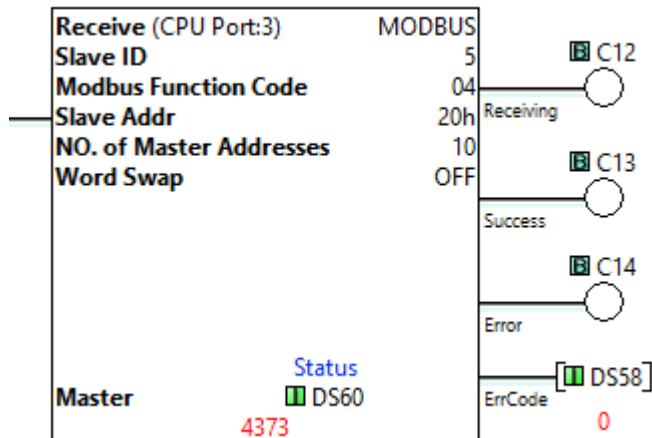 Receive (CPU Port:3) MODBUS
Slave ID 5
Modbus Function Code 04
Slave Addr 20h
NO. of Master Addresses 10
Word Swap OFF
B C12
Receiving
B C13
Success
B C14
Error
Status
Master DS60
4373
DS58
ErrCode
0